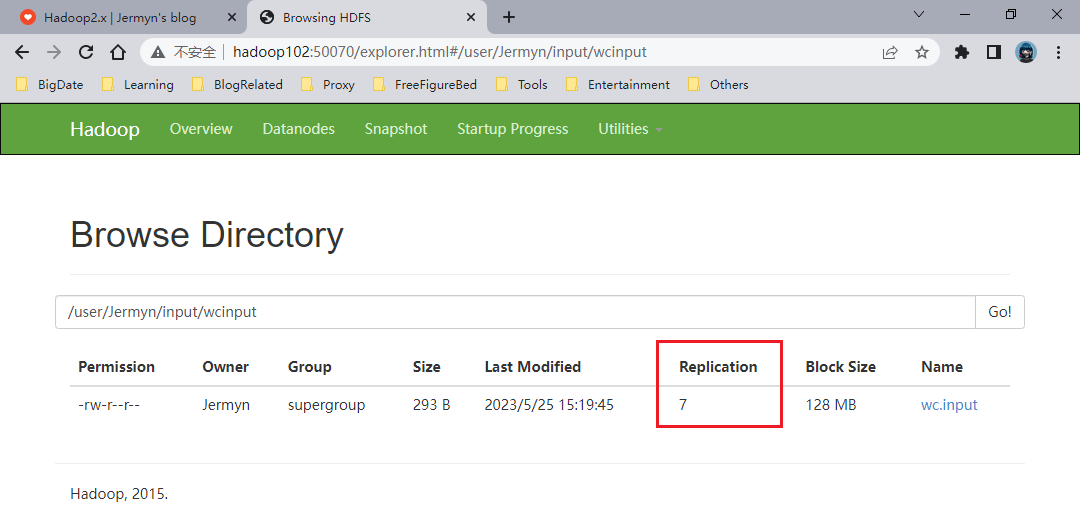 Hadoop2.x | Jermyn's blog
Browsing HDFS
不安全 hadoop102:50070/explorer.html#/user/Jermyn/input/wcinput
BigDate Learning BlogRelated Proxy FreeFigureBed Tools Entertainment Others
Hadoop Overview Datanodes Snapshot Startup Progress Utilities
Browse Directory
/user/Jermyn/input/wcinput Go!
Permission Owner Group Size Last Modified Replication Block Size Name
-rw-r--r-- Jermyn supergroup 293 B 2023/5/25 15:19:45 7 128 MB wc.input
Hadoop, 2015.